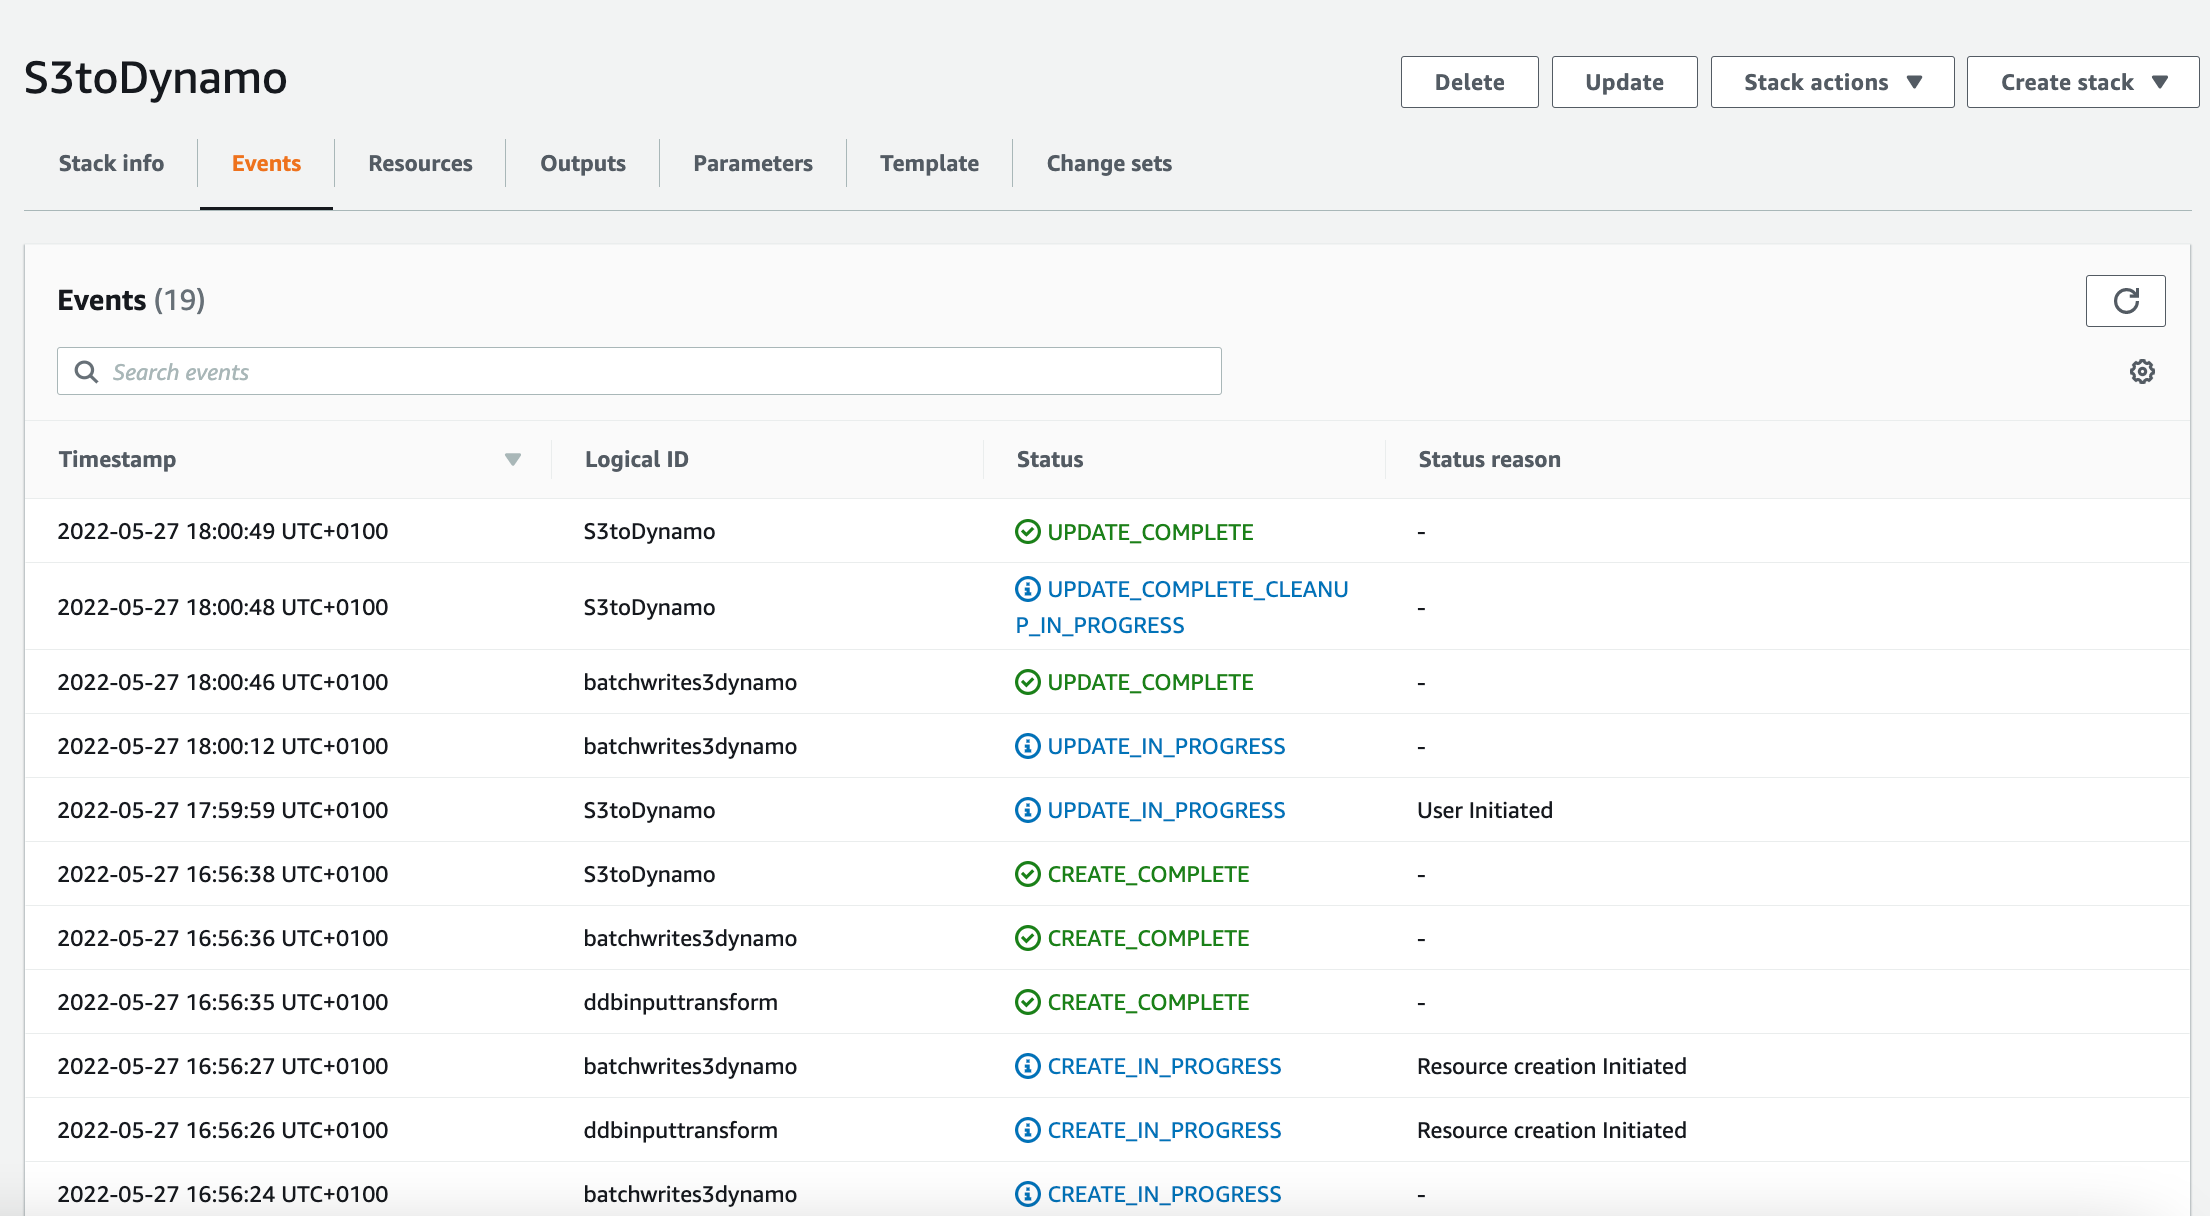 S3toDynamo
Delete Update Stack actions Create stack
Stack info Events Resources Outputs Parameters Template Change sets
Events (19)
Search events
Timestamp Logical ID Status Status reason
2022-05-27 18:00:49 UTC+0100 S3toDynamo UPDATE_COMPLETE -
2022-05-27 18:00:48 UTC+0100 S3toDynamo UPDATE_COMPLETE_CLEANU
P_IN_PROGRESS -
2022-05-27 18:00:46 UTC+0100 batchwrites3dynamo UPDATE_COMPLETE -
2022-05-27 18:00:12 UTC+0100 batchwrites3dynamo UPDATE_IN_PROGRESS -
2022-05-27 17:59:59 UTC+0100 S3toDynamo UPDATE_IN_PROGRESS User Initiated
2022-05-27 16:56:38 UTC+0100 S3toDynamo CREATE_COMPLETE -
2022-05-27 16:56:36 UTC+0100 batchwrites3dynamo CREATE_COMPLETE -
2022-05-27 16:56:35 UTC+0100 ddbinputtransform CREATE_COMPLETE -
2022-05-27 16:56:27 UTC+0100 batchwrites3dynamo CREATE_IN_PROGRESS Resource creation Initiated
2022-05-27 16:56:26 UTC+0100 ddbinputtransform CREATE_IN_PROGRESS Resource creation Initiated
2022-05-27 16:56:24 UTC+0100 batchwrites3dynamo CREATE_IN_PROGRESS -